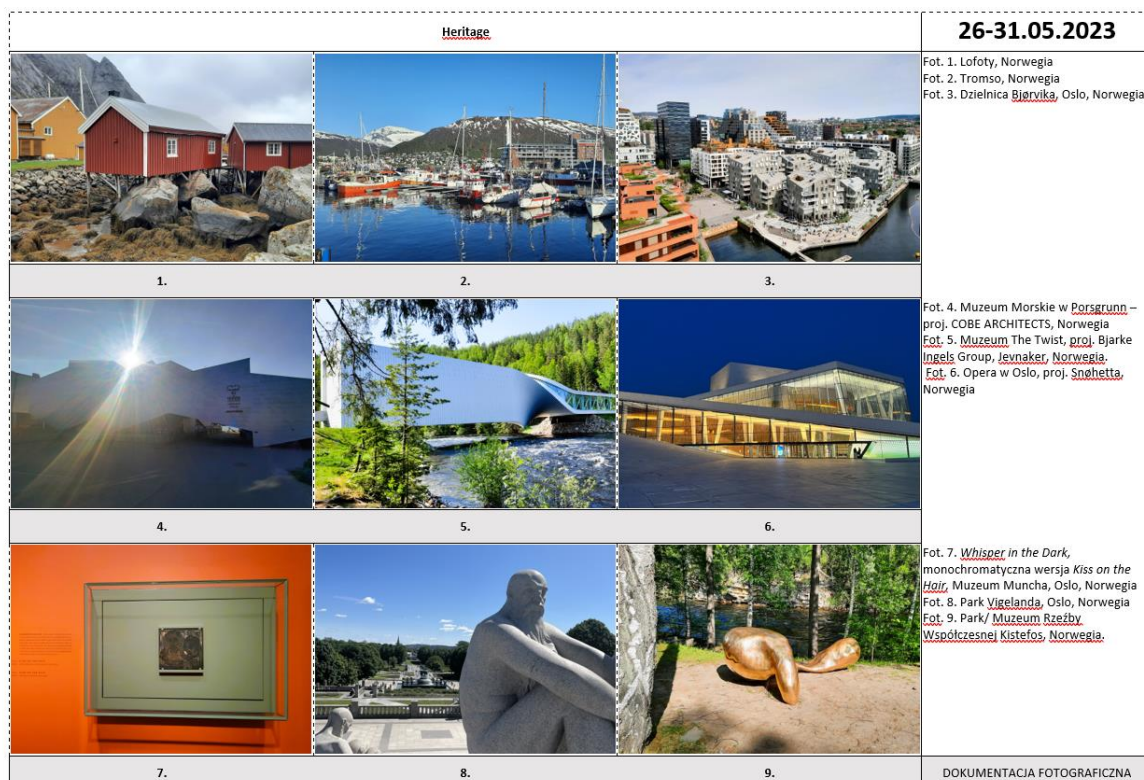 Heritage
26-31.05.2023
Fot. 1. Lofoty, Norwegia
Fot. 2. Tromso, Norwegia
Fot. 3. Dzielnica Bjørvika, Oslo, Norwegia
1.
2.
3.
Fot. 4. Muzeum Morskie w Porsgrunn –
proj. COBE ARCHITECTS, Norwegia
Fot. 5. Muzeum The Twist, proj. Bjarke
Ingels Group, Jevnaker, Norwegia.
Fot. 6. Opera w Oslo, proj. Snøhetta,
Norwegia
4.
5.
6.
Fot. 7. Whisper in the Dark,
monochromatyczna wersja Kiss on the
Hair, Muzeum Muncha, Oslo, Norwegia
Fot. 8. Park Vigelanda, Oslo, Norwegia
Fot. 9. Park/ Muzeum Rzeźby
Współczesnej Kistefos, Norwegia.
7.
8.
9.
DOKUMENTACJA FOTOGRAFICZNA